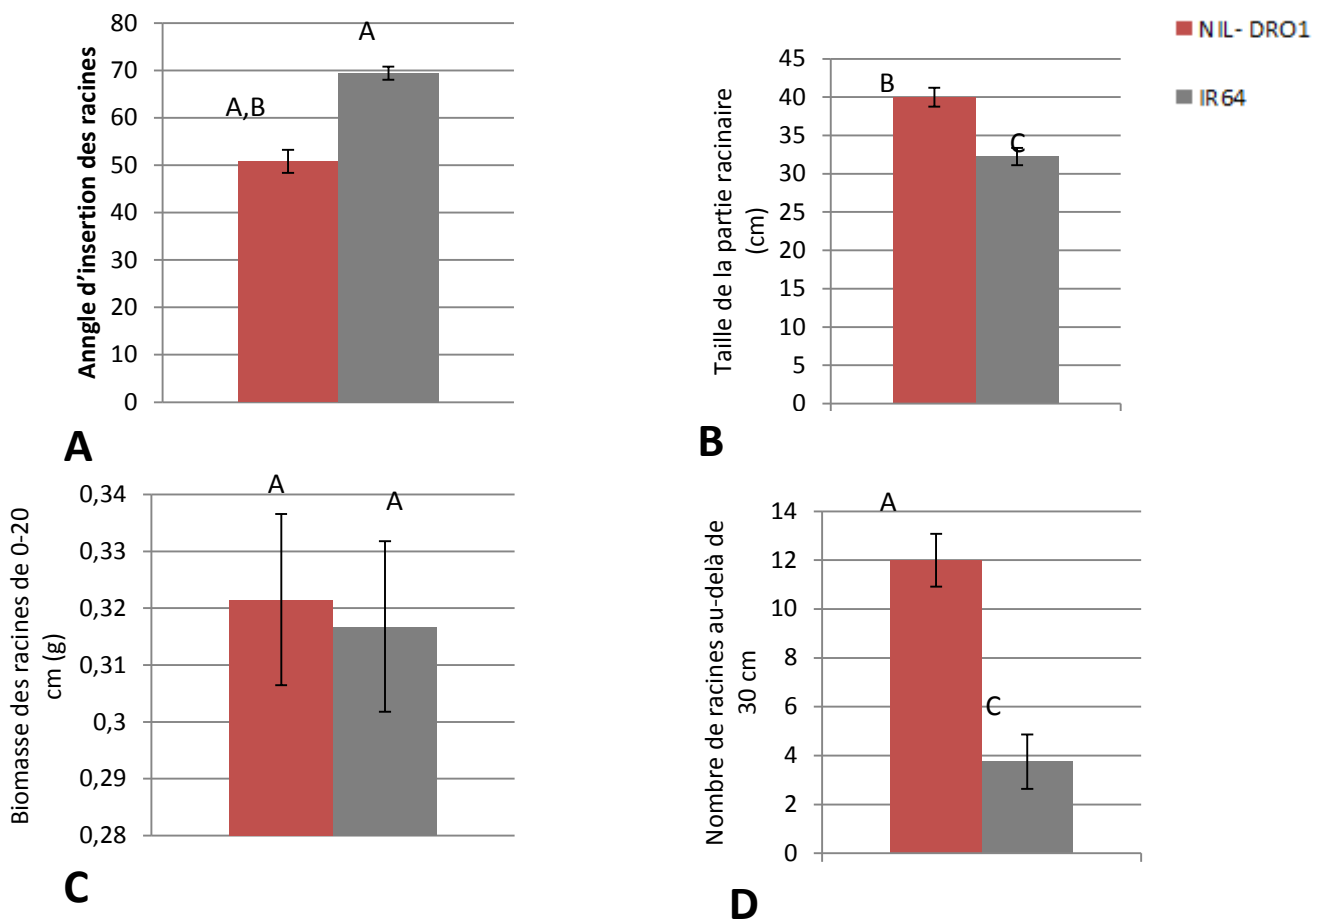 NIL- DRO1
IR64
Anngle d'insertion des racines
80
70
60
50
40
30
20
10
0
A,B
A
A
Taille de la partie racinaire
(cm)
45
40
35
30
25
20
15
10
5
0
B
C
B
Biomasse des racines de 0-20
cm (g)
0,34
0,33
0,32
0,31
0,3
0,29
0,28
A
A
C
Nombre de racines au-delà de
30 cm
14
12
10
8
6
4
2
0
A
C
D